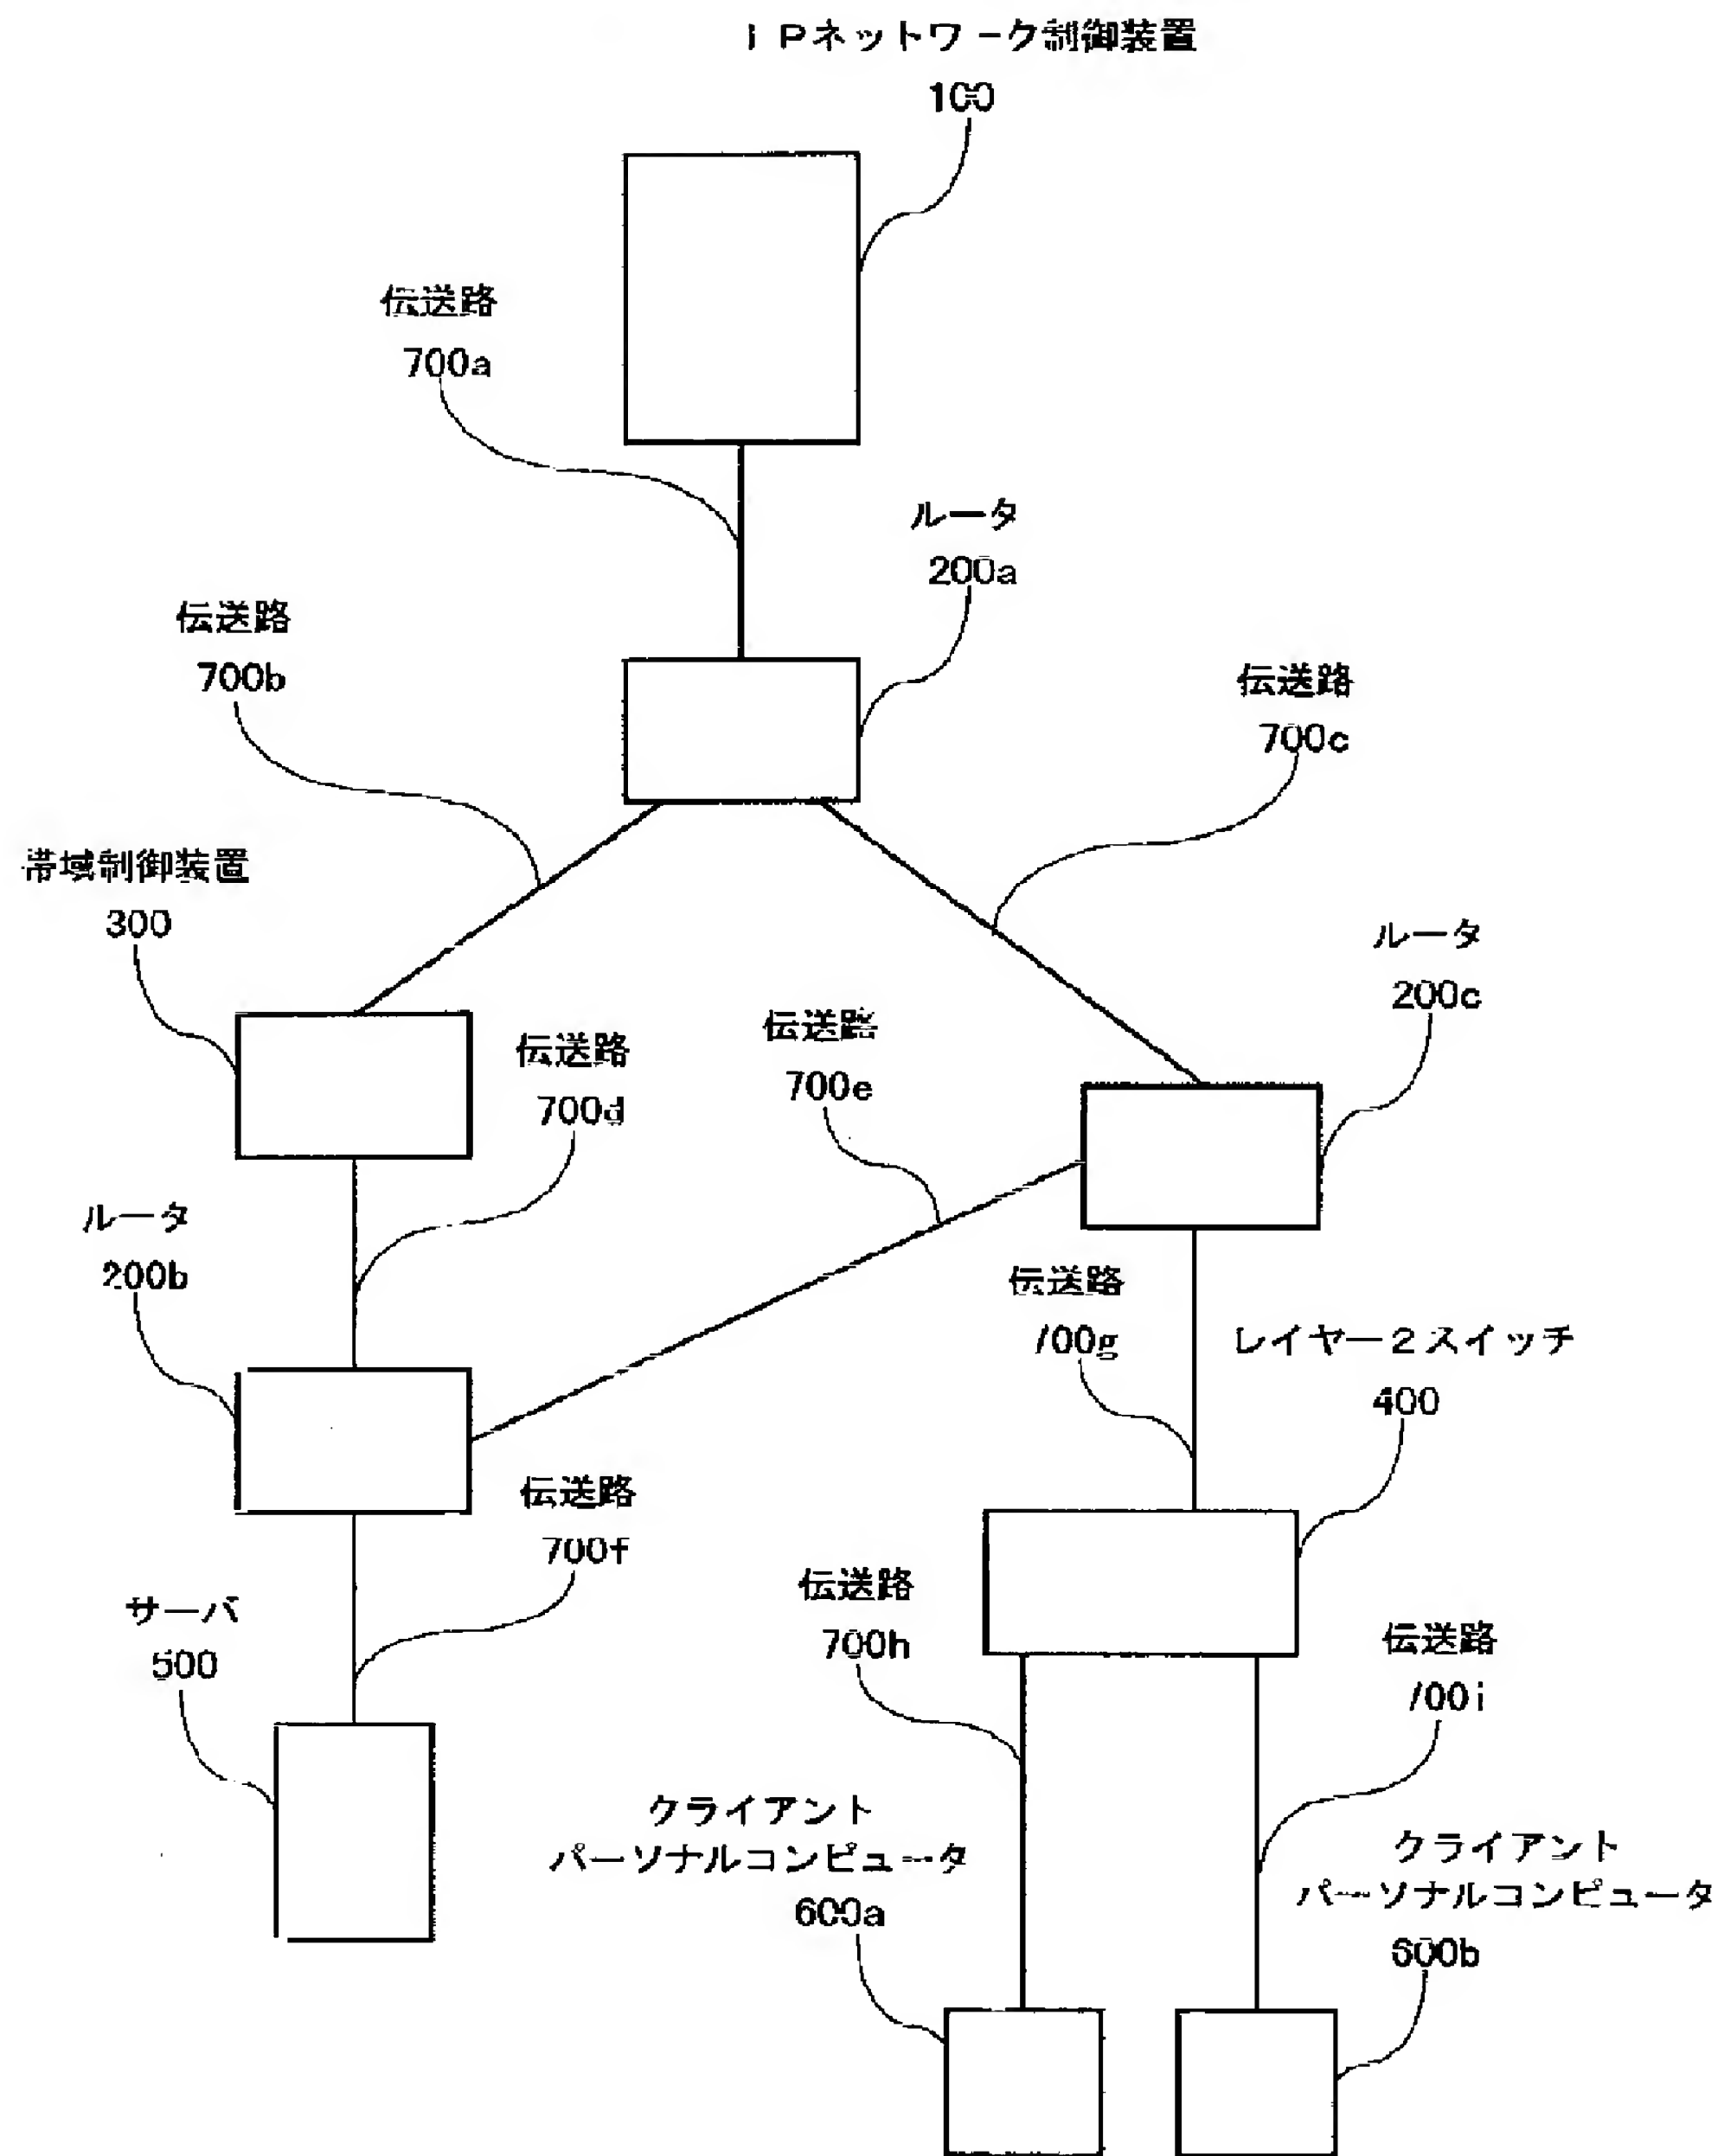 IPネットワーク制御装置
100
伝送路
700a
ルータ
200a
伝送路
700b
伝送路
700c
帯域制御装置
300
ルータ
200c
伝送路
700d
伝送路
700e
ルータ
200b
伝送路
700g
レイヤー2スイッチ
400
伝送路
700f
伝送路
700h
サーバ
500
伝送路
700i
クライアント
パーソナルコンピュータ
600a
クライアント
パーソナルコンピュータ
600b